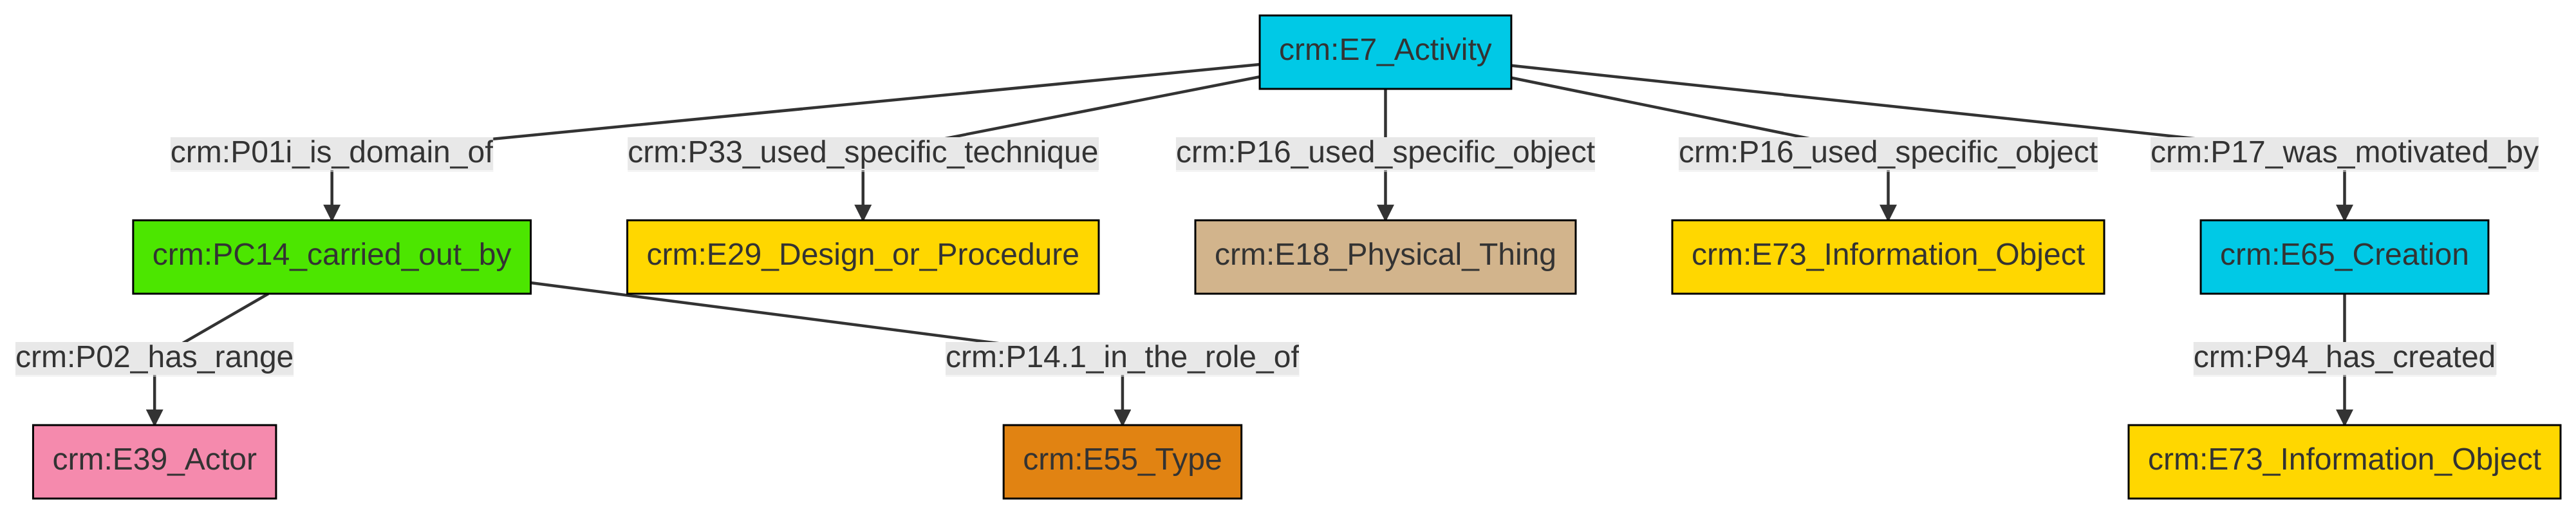 crm:E7_Activity
crm:P01i_is_domain_of
crm:P33_used_specific_technique
crm:P16_used_specific_object
crm:P16_used_specific_object
crm:P17_was_motivated_by
crm:PC14_carried_out_by
crm:E29_Design_or_Procedure
crm:E18_Physical_Thing
crm:E73_Information_Object
crm:E65_Creation
crm:P02_has_range
crm:P14.1_in_the_role_of
crm:P94_has_created
crm:E39_Actor
crm:E55_Type
crm:E73_Information_Object